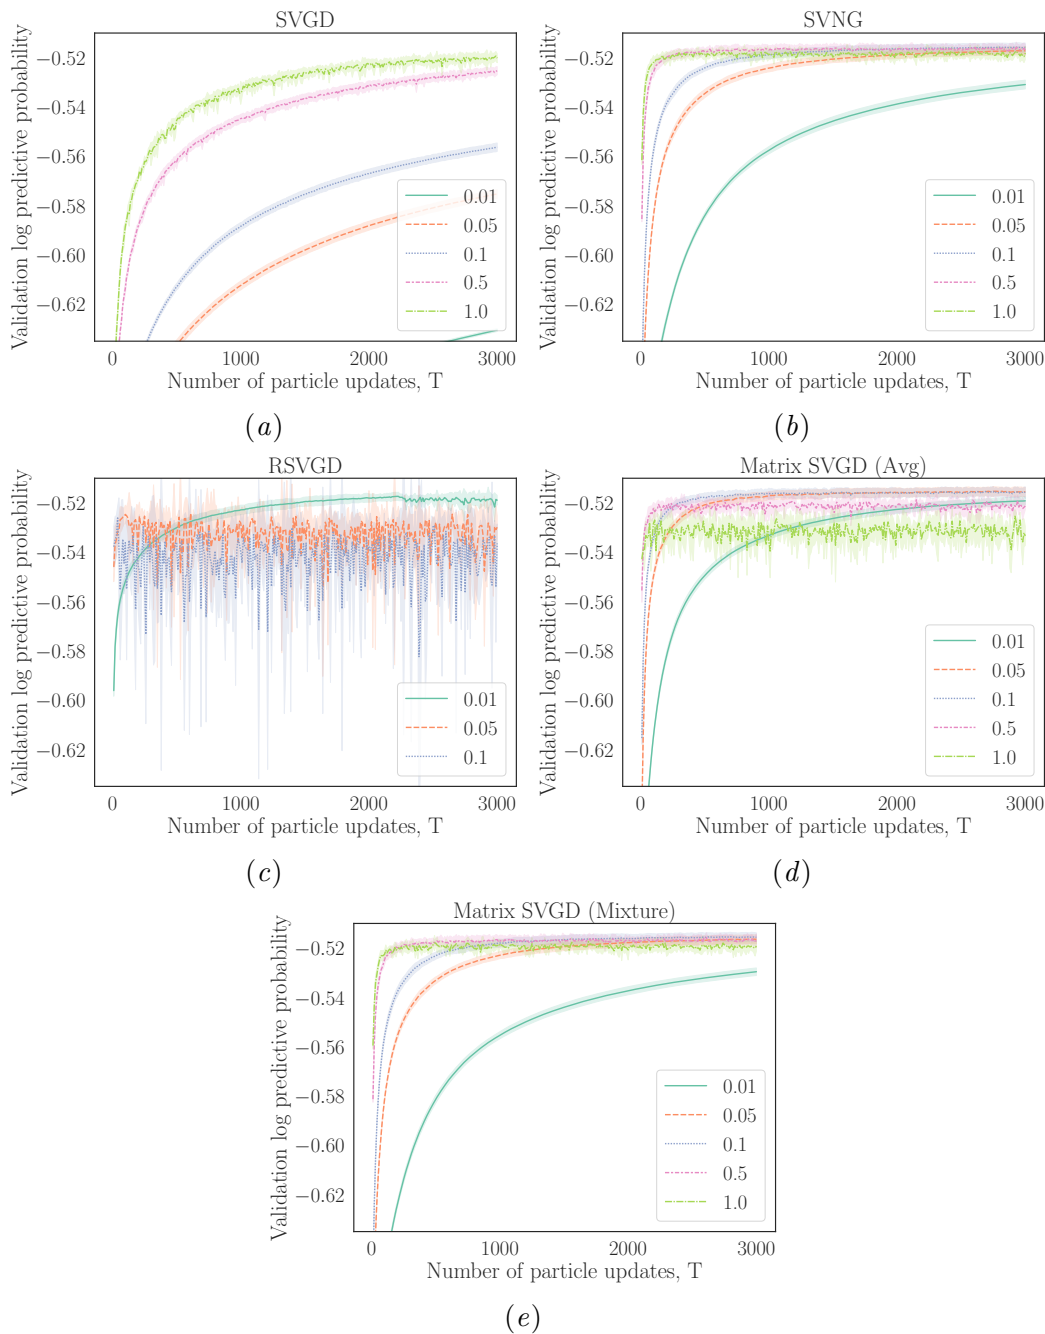 SVGD
Validation log predictive probability
−0.52
−0.54
−0.56
−0.58
−0.60
−0.62
0.01
0.05
0.1
0.5
1.0
0 1000 2000 3000
Number of particle updates, T
(a)
SVNG
Validation log predictive probability
−0.52
−0.54
−0.56
−0.58
−0.60
−0.62
0.01
0.05
0.1
0.5
1.0
0 1000 2000 3000
Number of particle updates, T
(b)
RSVGD
Validation log predictive probability
−0.52
−0.54
−0.56
−0.58
−0.60
−0.62
0.01
0.05
0.1
0 1000 2000 3000
Number of particle updates, T
(c)
Matrix SVGD (Avg)
Validation log predictive probability
−0.52
−0.54
−0.56
−0.58
−0.60
−0.62
0.01
0.05
0.1
0.5
1.0
0 1000 2000 3000
Number of particle updates, T
(d)
Matrix SVGD (Mixture)
Validation log predictive probability
−0.52
−0.54
−0.56
−0.58
−0.60
−0.62
0.01
0.05
0.1
0.5
1.0
0 1000 2000 3000
Number of particle updates, T
(e)